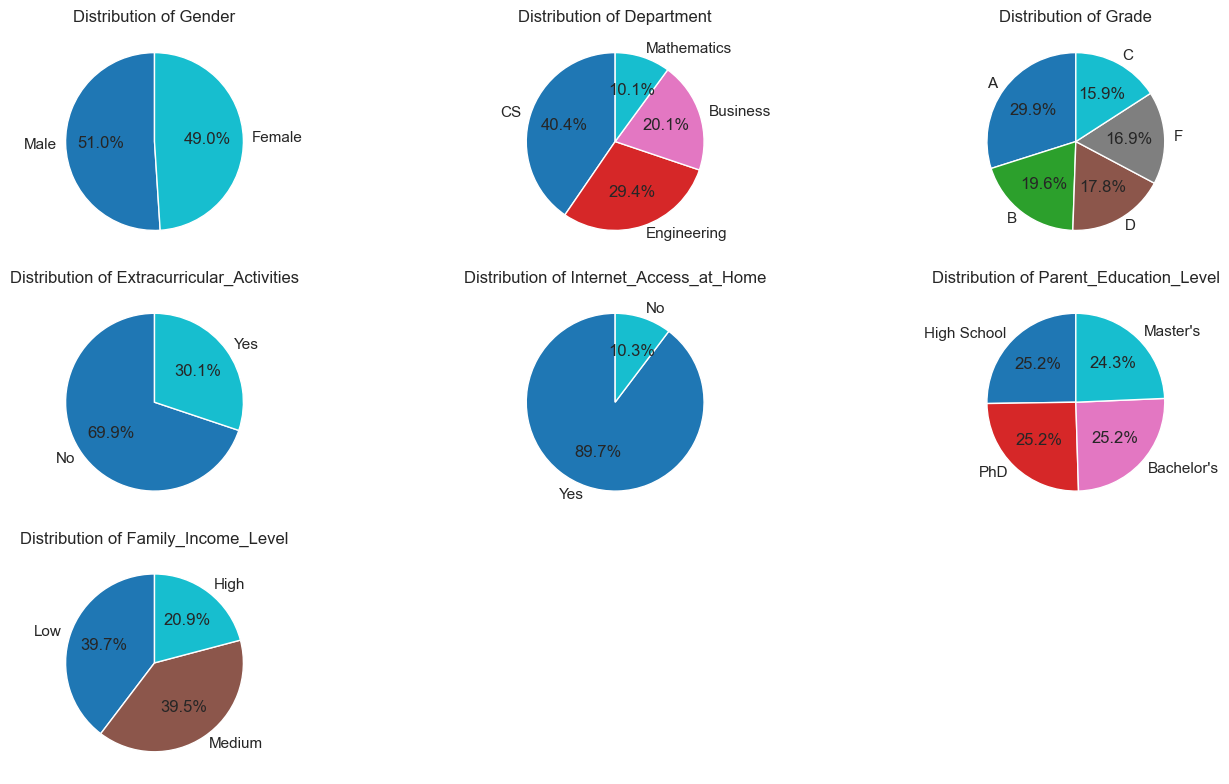 Distribution of Gender
Male
51.0%
49.0%
Female
Distribution of Department
Mathematics
CS
40.4%
10.1%
20.1%
Business
29.4%
Engineering
Distribution of Grade
C
A
29.9%
15.9%
16.9%
F
19.6%
17.8%
B
D
Distribution of Extracurricular_Activities
Yes
30.1%
69.9%
No
Distribution of Internet_Access_at_Home
No
10.3%
89.7%
Yes
Distribution of Parent_Education_Level
High School
Master's
25.2%
24.3%
25.2%
25.2%
PhD
Bachelor's
Distribution of Family_Income_Level
High
Low
39.7%
20.9%
39.5%
Medium